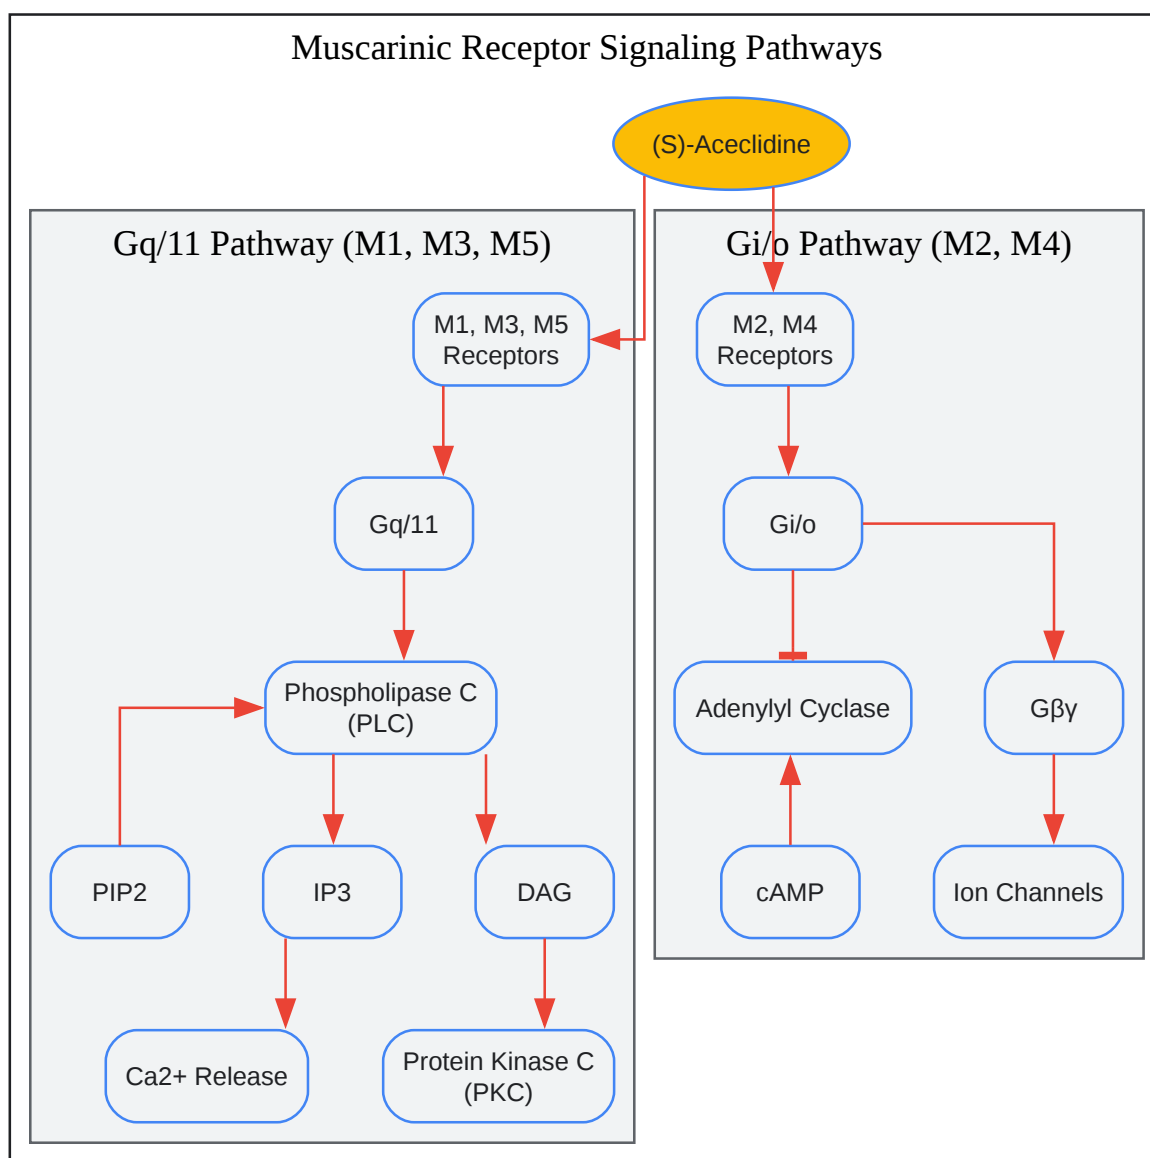 Muscarinic Receptor Signaling Pathways
(S)-Aceclidine
Gq/11 Pathway (M1, M3, M5)
Gi/o Pathway (M2, M4)
M1, M3, M5
Receptors
M2, M4
Receptors
Gq/11
Gi/o
Phospholipase C
(PLC)
Adenylyl Cyclase
Gβγ
PIP2
IP3
DAG
cAMP
Ion Channels
Ca2+ Release
Protein Kinase C
(PKC)